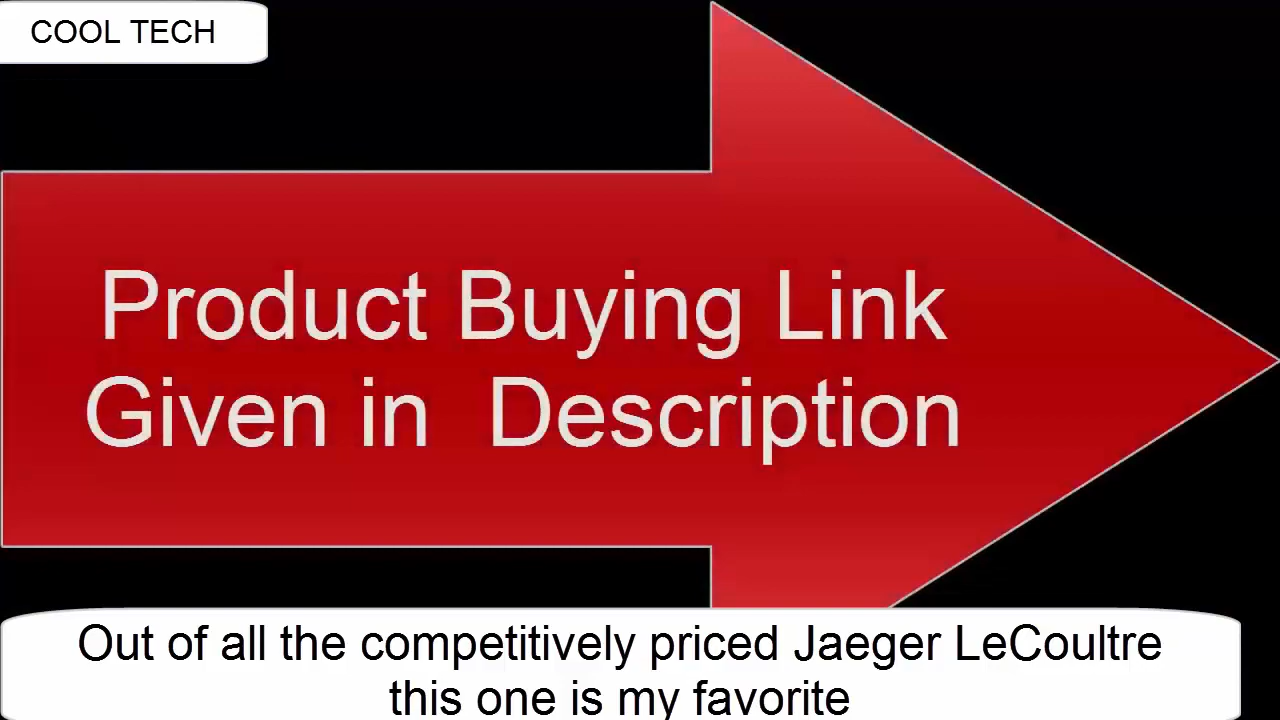 COOL TECH
Product Buying Link
Given in  Description
Out of all the competitively priced Jaeger LeCoultre
this one is my favorite